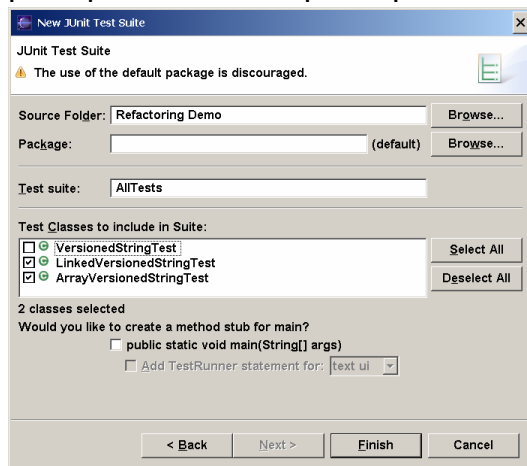 New JUnit Test Suite
JUnit Test Suite
The use of the default package is discouraged.
Source Folder: Refactoring Demo Browse...
Package: (default) Browse...
Test suite: AllTests
Test Classes to include in Suite:
VersionedStringTest Select All
LinkedVersionedStringTest
ArrayVersionedStringTest Deselect All
2 classes selected
Would you like to create a method stub for main?
public static void main(String[] args)
Add TestRunner statement for: text ui
< Back Next > Finish Cancel